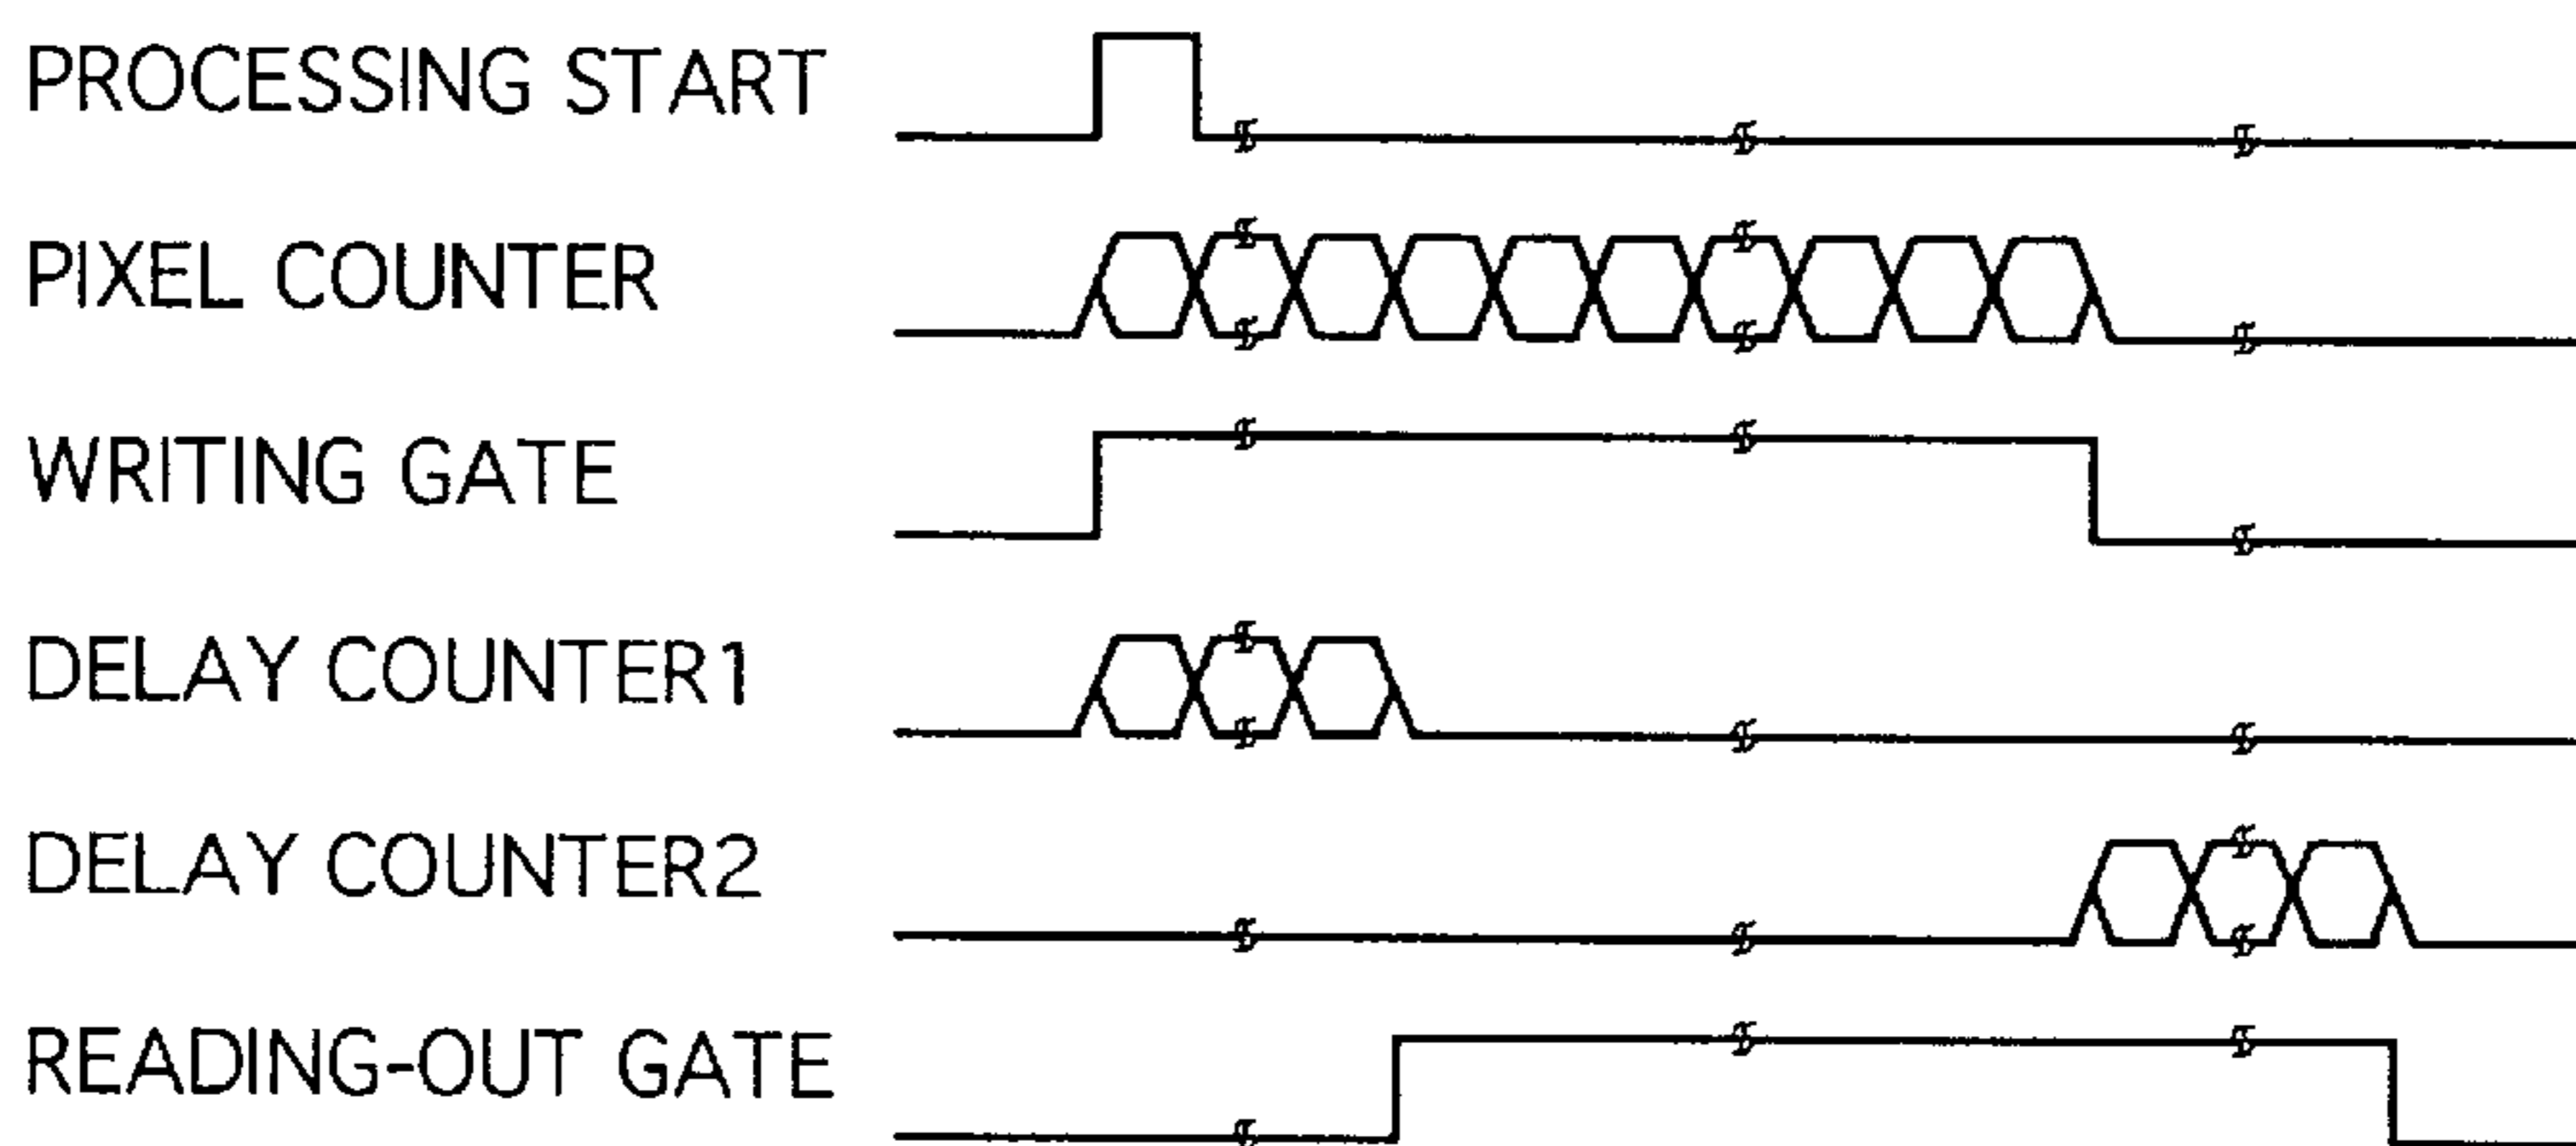 PROCESSING START
PIXEL COUNTER
WRITING GATE
DELAY COUNTER1
DELAY COUNTER2
READING-OUT GATE